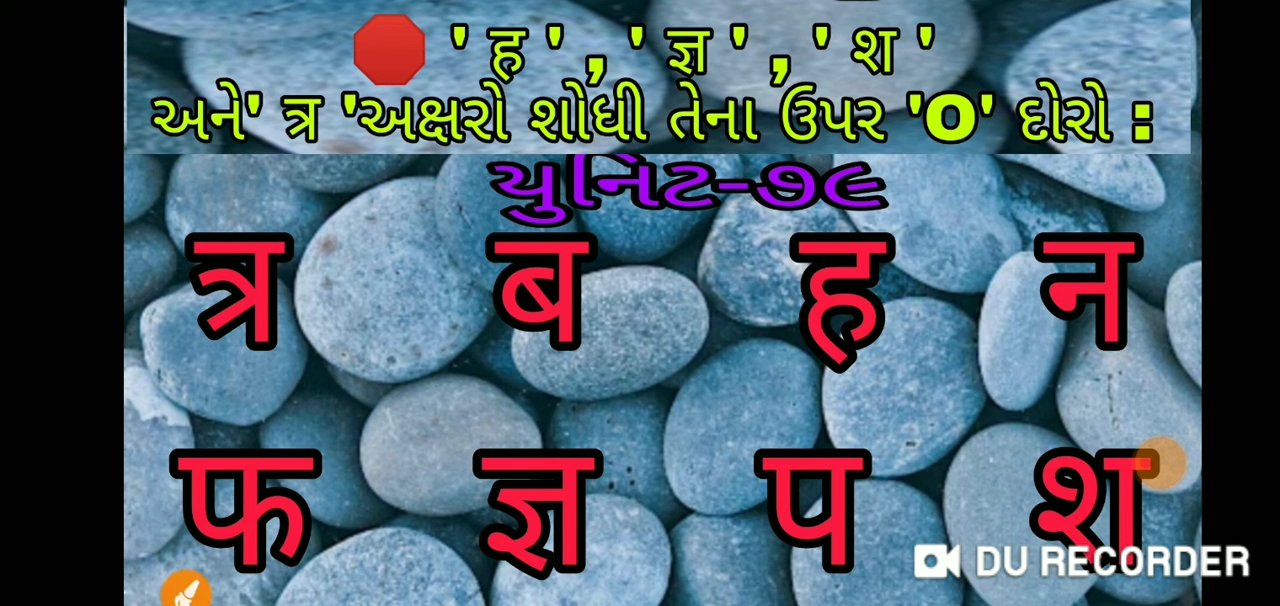 ' હ ' , ' જ્ઞ ' , ' શ '
અને' ત્ર 'અક્ષરો શોધી તેના ઉપર 'O' દોરો :
યુનિટ-૭૯
त्र ब ह न
फ ज्ञ प श
DU RECORDER